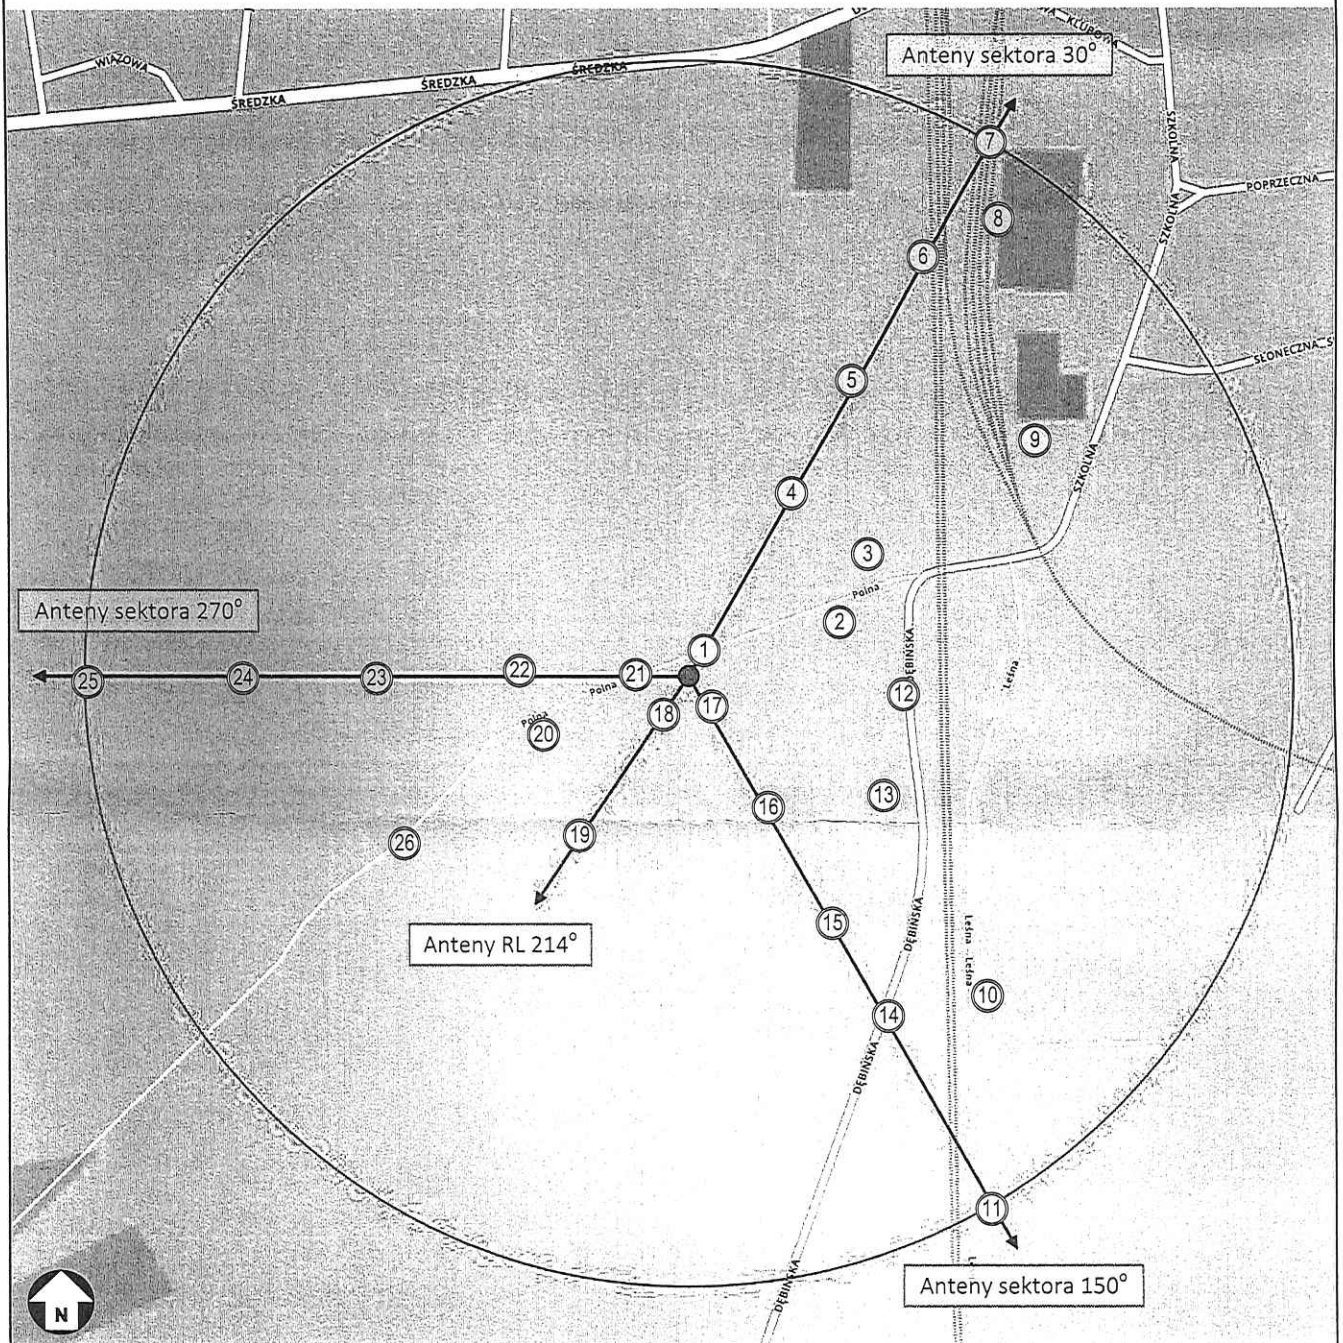 WIĄZOWA
ŚREDZKA
ŚREDZKA
ŚREDZKA
KLUPOWA
Anteny sektora 30°
SZKOLNA
POPRZECZNA
SZKOLNA
7
8
6
SŁONECZNA
5
9
SZKOLNA
4
3
Polna
2
Anteny sektora 270°
1
DĘBIŃSKA
Leśna
25
24
23
22
21
Polna
12
18
17
Polna
20
13
16
19
26
15
DĘBIŃSKA
Anteny RL 214°
Leśna
Leśna
10
14
DĘBIŃSKA
11
Anteny sektora 150°
DĘBIŃSKA
N